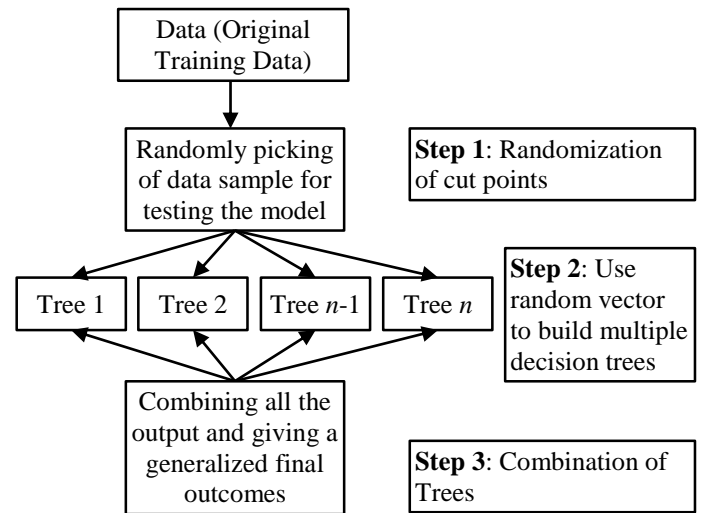 Data (Original
Training Data)
Randomly picking
of data sample for
testing the model
Step 1: Randomization
of cut points
Tree 1
Tree 2
Tree n-1
Tree n
Step 2: Use
random vector
to build multiple
decision trees
Combining all the
output and giving a
generalized final
outcomes
Step 3: Combination of
Trees